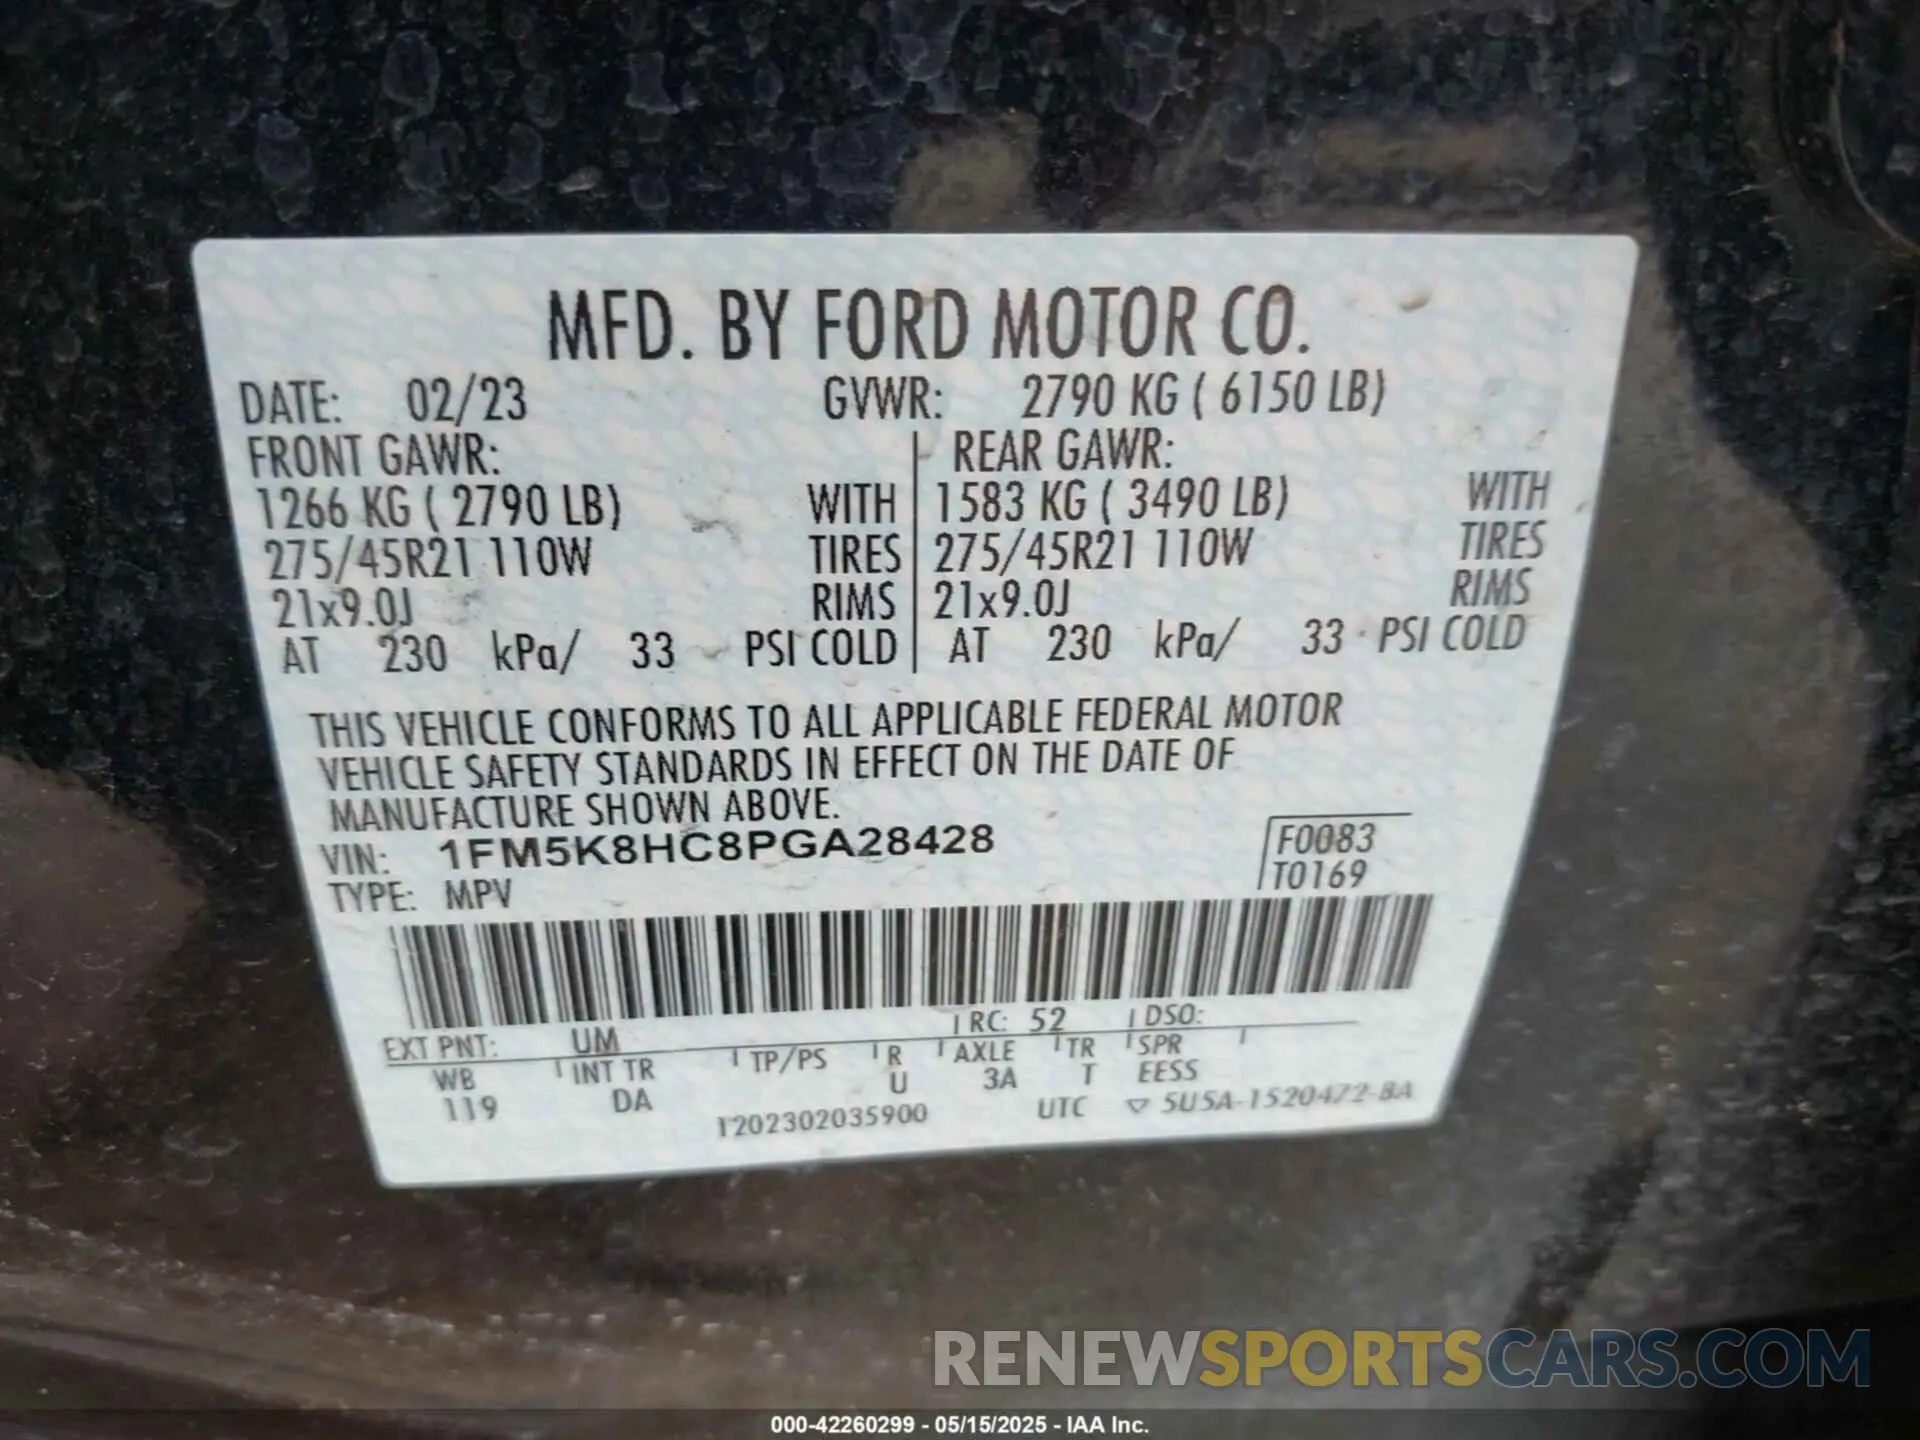 MFD. BY FORD MOTOR CO.
DATE: 02/23 GVWR: 2790 KG ( 6150 LB)
FRONT GAWR: REAR GAWR:
1266 KG ( 2790 LB) WITH 1583 KG ( 3490 LB) WITH
275/45R21 110W TIRES 275/45R21 110W TIRES
21x9.0J RIMS 21x9.0J RIMS
AT 230 kPa/ 33 PSI COLD AT 230 kPa/ 33 PSI COLD
THIS VEHICLE CONFORMS TO ALL APPLICABLE FEDERAL MOTOR
VEHICLE SAFETY STANDARDS IN EFFECT ON THE DATE OF
MANUFACTURE SHOWN ABOVE.
VIN: 1FM5K8HC8PGA28428 F0083
TYPE: MPV T0169
EXT PNT: UM RC: 52 DSO:
WB INT TR TP/PS R AXLE TR SPR
119 DA U 3A T EESS
T202302035900 UTC ▽ 5U5A-1520472-BA
RENEWSPORTSCARS.COM
000-42260299 - 05/15/2025 - IAA Inc.